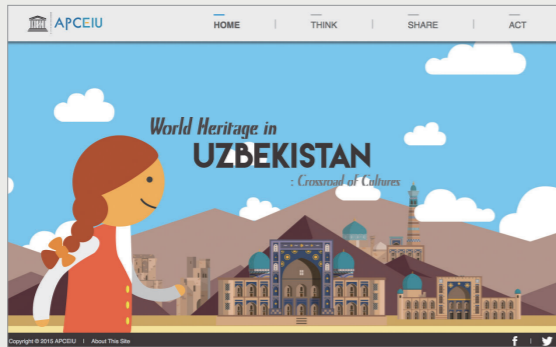 APCEIU
HOME | THINK | SHARE | ACT
World Heritage in
UZBEKISTAN
: Crossroad of Cultures
Copyright © 2015 APCEIU | About This Site